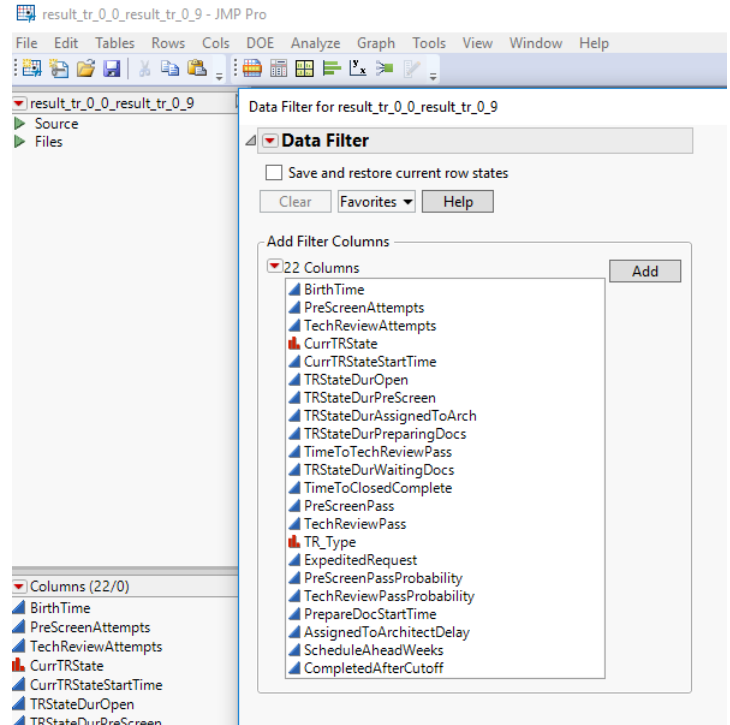 result_tr_0_0_result_tr_0_9 - JMP Pro
File Edit Tables Rows Cols DOE Analyze Graph Tools View Window Help
result_tr_0_0_result_tr_0_9
Source
Files
Data Filter for result_tr_0_0_result_tr_0_9
Data Filter
Save and restore current row states
Clear Favorites Help
Add Filter Columns
22 Columns
Add
BirthTime
PreScreenAttempts
TechReviewAttempts
CurrTRState
CurrTRStateStartTime
TRStateDurOpen
TRStateDurPreScreen
TRStateDurAssignedToArch
TRStateDurPreparingDocs
TimeToTechReviewPass
TRStateDurWaitingDocs
TimeToClosedComplete
PreScreenPass
TechReviewPass
TR_Type
ExpeditedRequest
PreScreenPassProbability
TechReviewPassProbability
PrepareDocStartTime
AssignedToArchitectDelay
ScheduleAheadWeeks
CompletedAfterCutoff
Columns (22/0)
BirthTime
PreScreenAttempts
TechReviewAttempts
CurrTRState
CurrTRStateStartTime
TRStateDurOpen
TRStateDurPreScreen